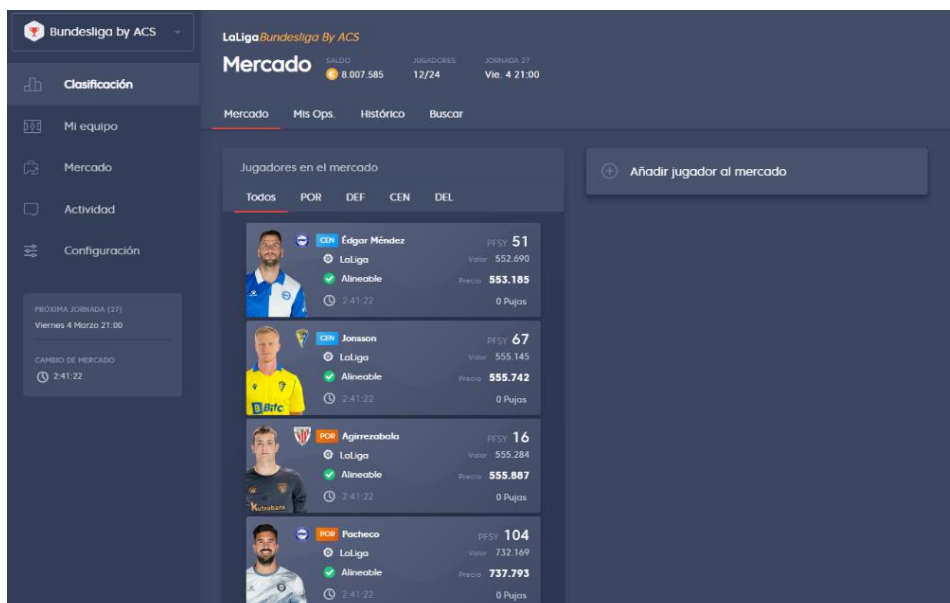 Bundesliga by ACS
Clasificación
Mi equipo
Mercado
Actividad
Configuración
PRÓXIMA JORNADA (27)
Viernes 4 Marzo 21:00
CAMBIO DE MERCADO
2:41:22
LaLiga Bundesliga By ACS
Mercado
SALDO
8.007.585
JUGADORES
12/24
JORNADA 27
Vie. 4 21:00
Mercado Mis Ops. Histórico Buscar
Jugadores en el mercado
Todos POR DEF CEN DEL
CEN Édgar Méndez PFSY 51
LaLiga Valor 552.690
Alineable Precio 553.185
2:41:22 0 Pujas
CEN Jonsson PFSY 67
LaLiga Valor 555.145
Alineable Precio 555.742
2:41:22 0 Pujas
Bitc
POR Agirrezabala PFSY 16
LaLiga Valor 555.284
Alineable Precio 555.887
2:41:22 0 Pujas
Kutxabank
POR Pacheco PFSY 104
LaLiga Valor 732.169
Alineable Precio 737.793
2:41:22 0 Pujas
Añadir jugador al mercado